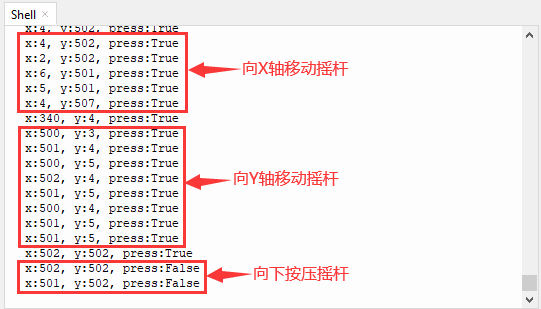 Shell ×
x:4, y:502, press:True
x:4, y:502, press:True
x:2, y:502, press:True
x:6, y:501, press:True
x:5, y:501, press:True
x:4, y:507, press:True
向X轴移动摇杆
x:340, y:4, press:True
x:500, y:3, press:True
x:501, y:4, press:True
x:500, y:5, press:True
x:502, y:4, press:True
x:501, y:5, press:True
x:500, y:4, press:True
x:501, y:5, press:True
x:501, y:5, press:True
向Y轴移动摇杆
x:502, y:502, press:True
x:502, y:502, press:False
x:501, y:502, press:False
向下按压摇杆